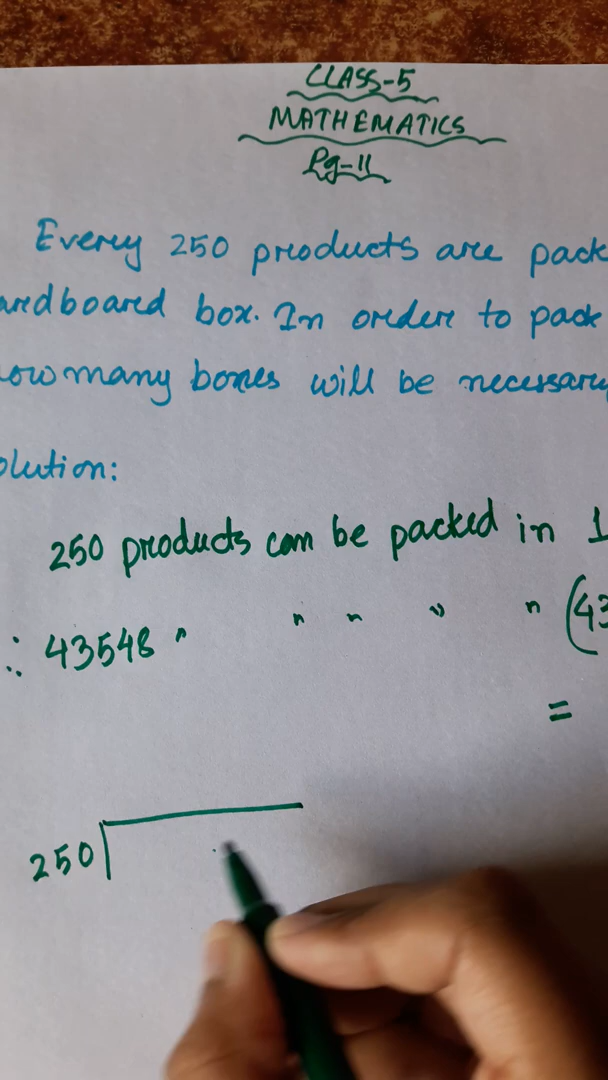 CLASS-5
MATHEMATICS
Pg-11
Every 250 products are pack
ardboard box. In order to pack
how many boxes will be necessary
olution:
250 products can be packed in 1
∴ 43548 " " " " " (43
=
250